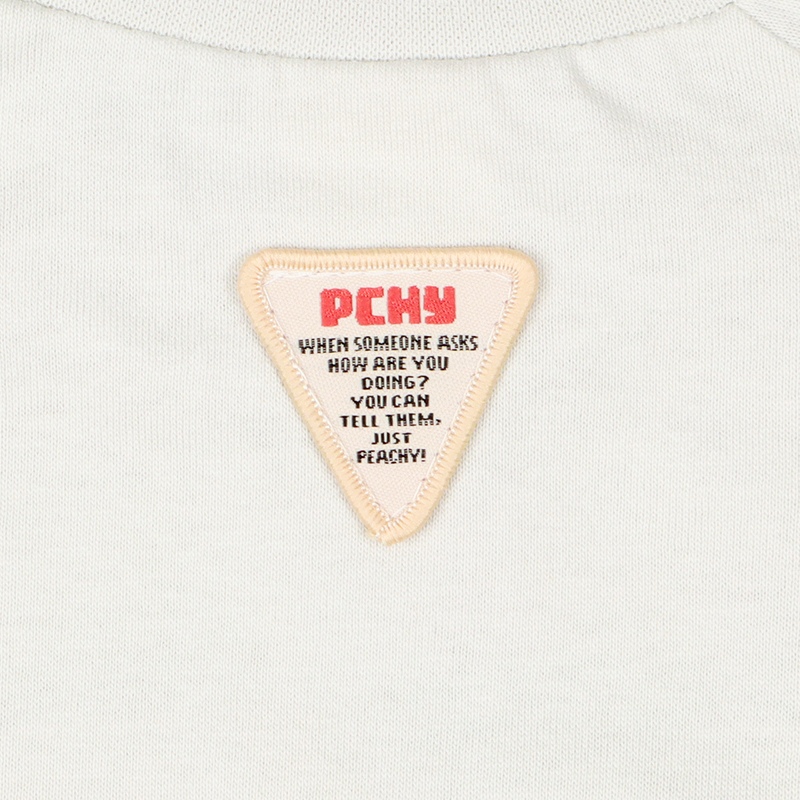 PCHY
WHEN SOMEONE ASKS
HOW ARE YOU
DOING?
YOU CAN
TELL THEM,
JUST
PEACHY!